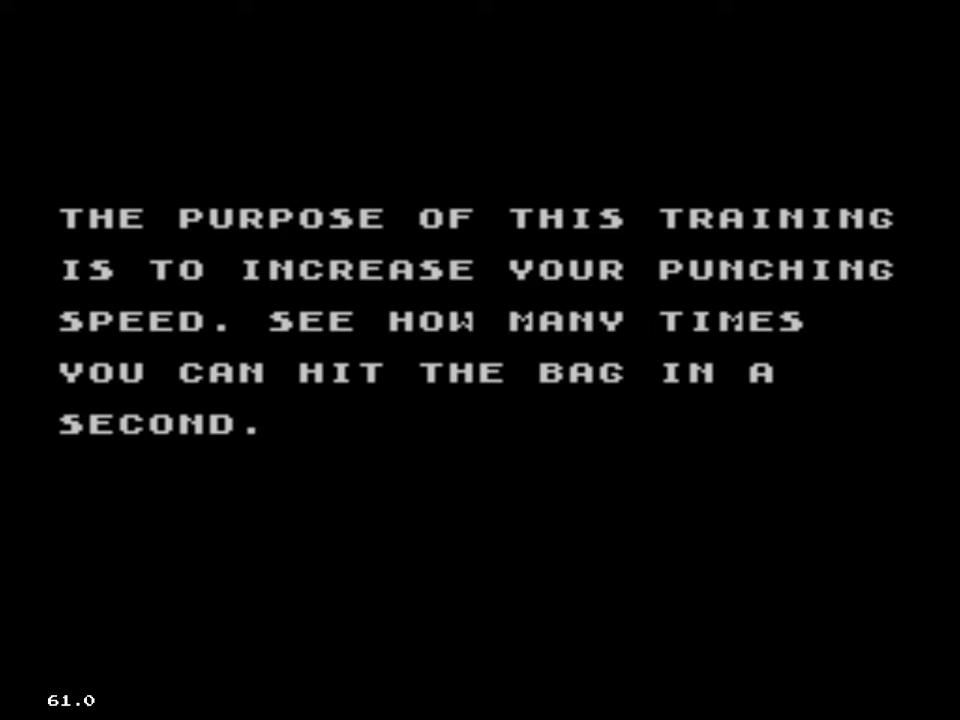 THE PURPOSE OF THIS TRAINING
IS TO INCREASE YOUR PUNCHING
SPEED. SEE HOW MANY TIMES
YOU CAN HIT THE BAG IN A
SECOND.
61.0